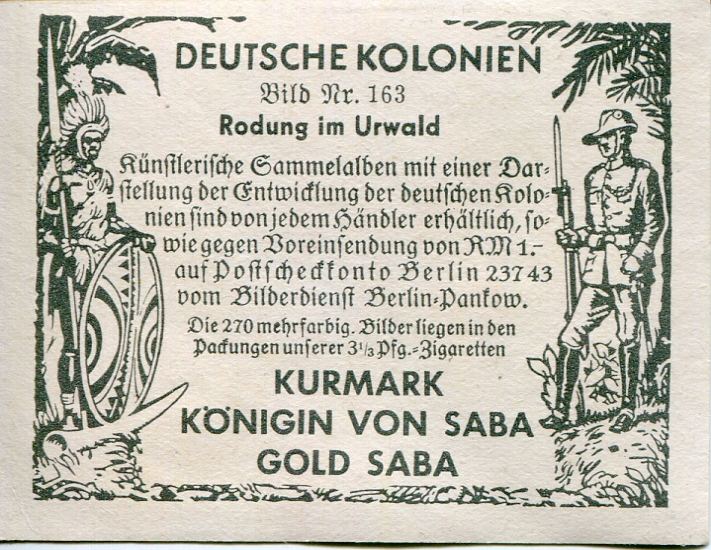 DEUTSCHE KOLONIEN
Bild Nr. 163
Rodung im Urwald
Künstlerische Sammelalben mit einer Dar-
stellung der Entwicklung der deutschen Kolo-
nien sind von jedem Händler erhältlich, so-
wie gegen Voreinsendung von RM 1.-
auf Postscheckkonto Berlin 23743
vom Bilderdienst Berlin-Pankow.
Die 270 mehrfarbig. Bilder liegen in den
Packungen unserer 3 1/3 Pfg.-Zigaretten
KURMARK
KÖNIGIN VON SABA
GOLD SABA